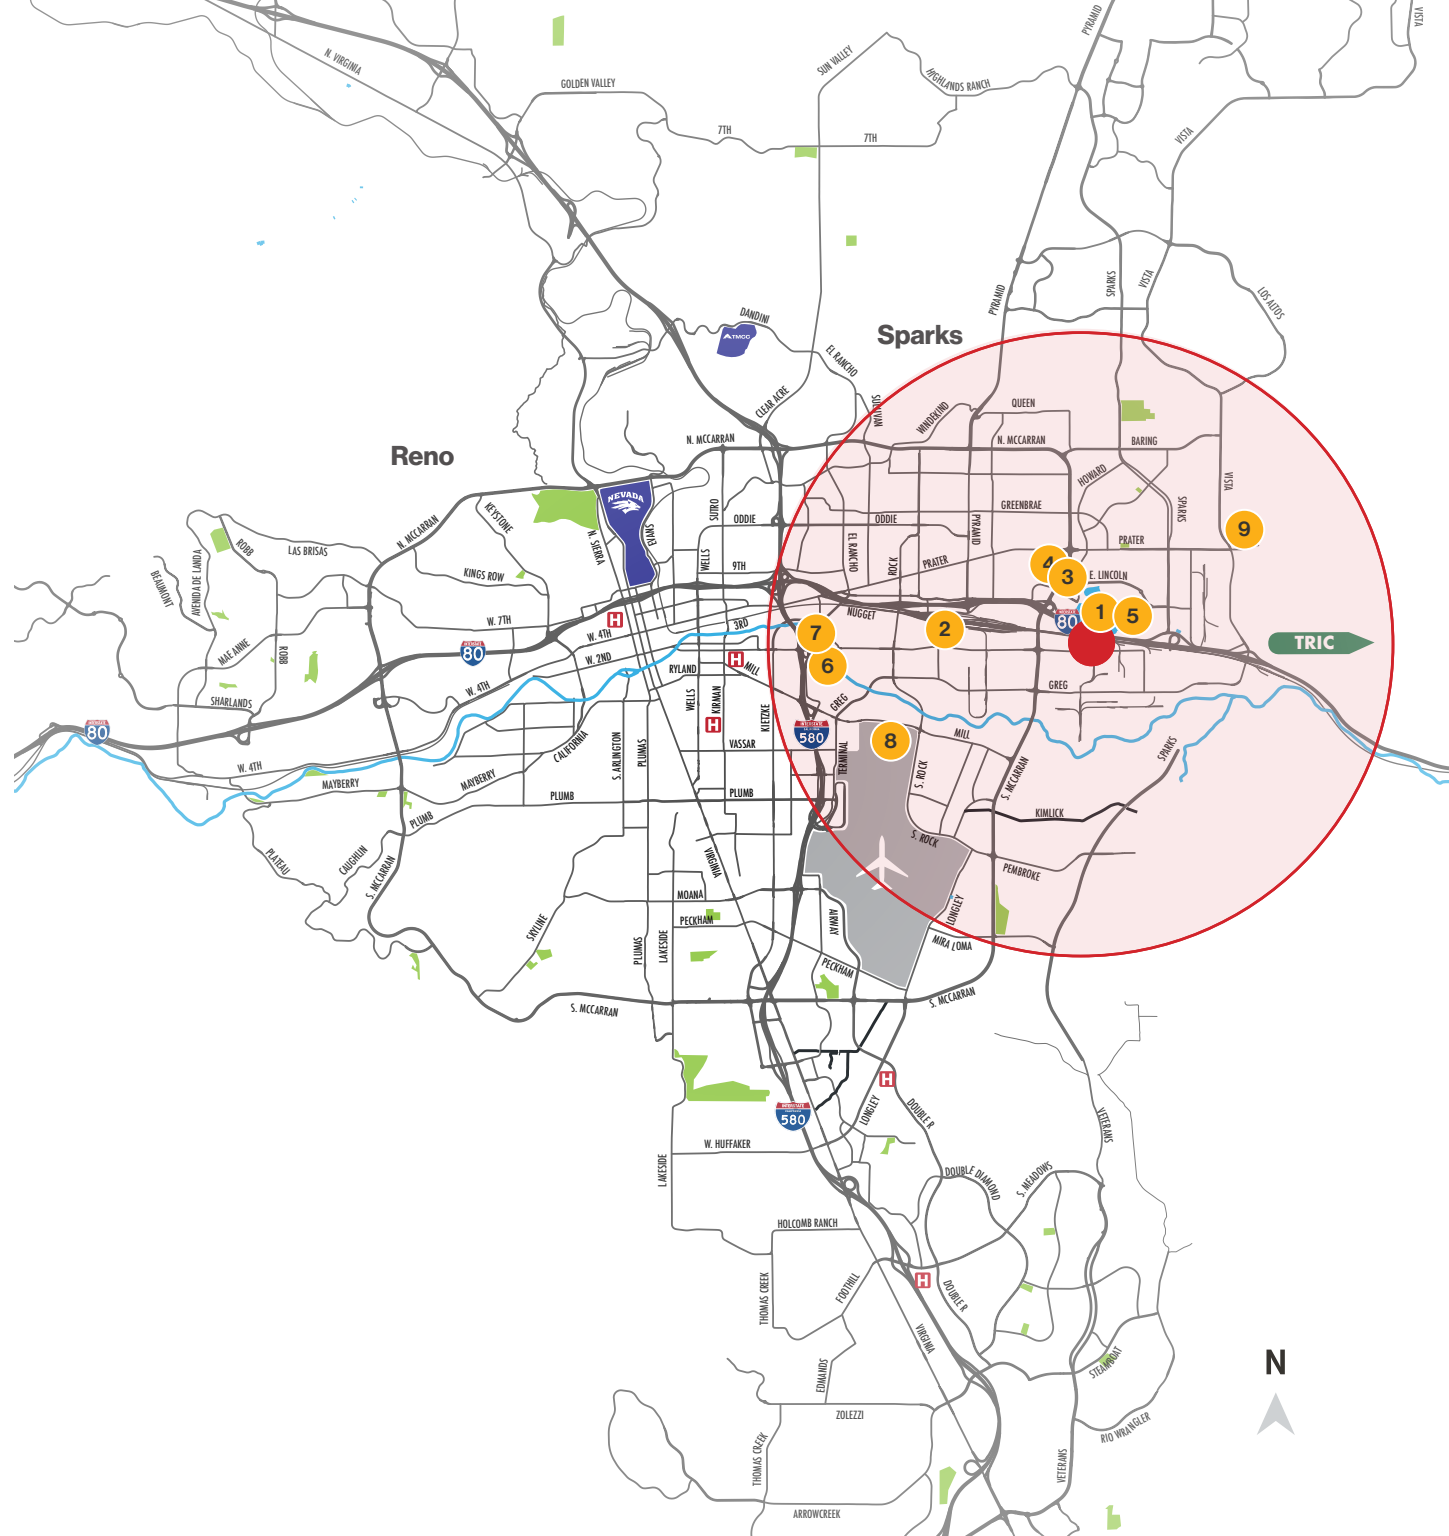 PYRAMID
VISTA
N. VIRGINIA
SUN VALLEY
HIGHLANDS RANCH
GOLDEN VALLEY
7TH
7TH
VISTA
PYRAMID
SPARKS
VISTA
LOS ALTOS
DANDINI
TMCC
Sparks
EL RANCHO
CLEAR ACRE
SULLIVAN
WINDEKIND
QUEEN
N. MCCARRAN
N. MCCARRAN
BARING
Reno
HOWARD
VISTA
NEVADA
KEYSTONE
SUTRO
GREENBRAE
SPARKS
N. MCCARRAN
ODDIE
ODDIE
PYRAMID
9
N. SIERRA
EVANS
EL RANCHO
PRATER
ROBB
LAS BRISAS
WELLS
9TH
ROCK
PRATER
4
3
E. LINCOLN
BEAUMONT
AVENIDA DE LANDA
KINGS ROW
NUGGET
1
5
W. 7TH
H
3RD
7
2
80
W. 4TH
TRIC
MAE ANNE
ROBB
80
W. 2ND
H
MILL
6
RYLAND
GREG
W. 4TH
SHARLANDS
WELLS
KIRMAN
GREG
KIETZKE
H
INTERSTATE
580
8
MILL
80
CALIFORNIA
S. ARLINGTON
PLUMAS
VASSAR
TERMINAL
SPARKS
W. 4TH
MAYBERRY
MAYBERRY
S. ROCK
S. MCCARRAN
PLUMB
PLUMB
PLUMB
KIMLICK
S. ROCK
PLATEAU
CAUGHLIN
S. MCCARRAN
VIRGINIA
PEMBROKE
MOANA
LONGLEY
SKYLINE
PECKHAM
AIRWAY
PLUMAS
LAKESIDE
MIRA LOMA
PECKHAM
S. MCCARRAN
S. MCCARRAN
H
INTERSTATE
580
LONGLEY
DOUBLE R
VETERANS
W. HUFFAKER
LAKESIDE
DOUBLE DIAMOND
S. MEADOWS
HOLCOMB RANCH
H
THOMAS CREEK
FOOTHILL
DOUBLE R
VIRGINIA
N
EDMANDS
STEAMBOAT
ZOLEZZI
RIO WRANGLER
THOMAS CREEK
VETERANS
ARROWCREEK